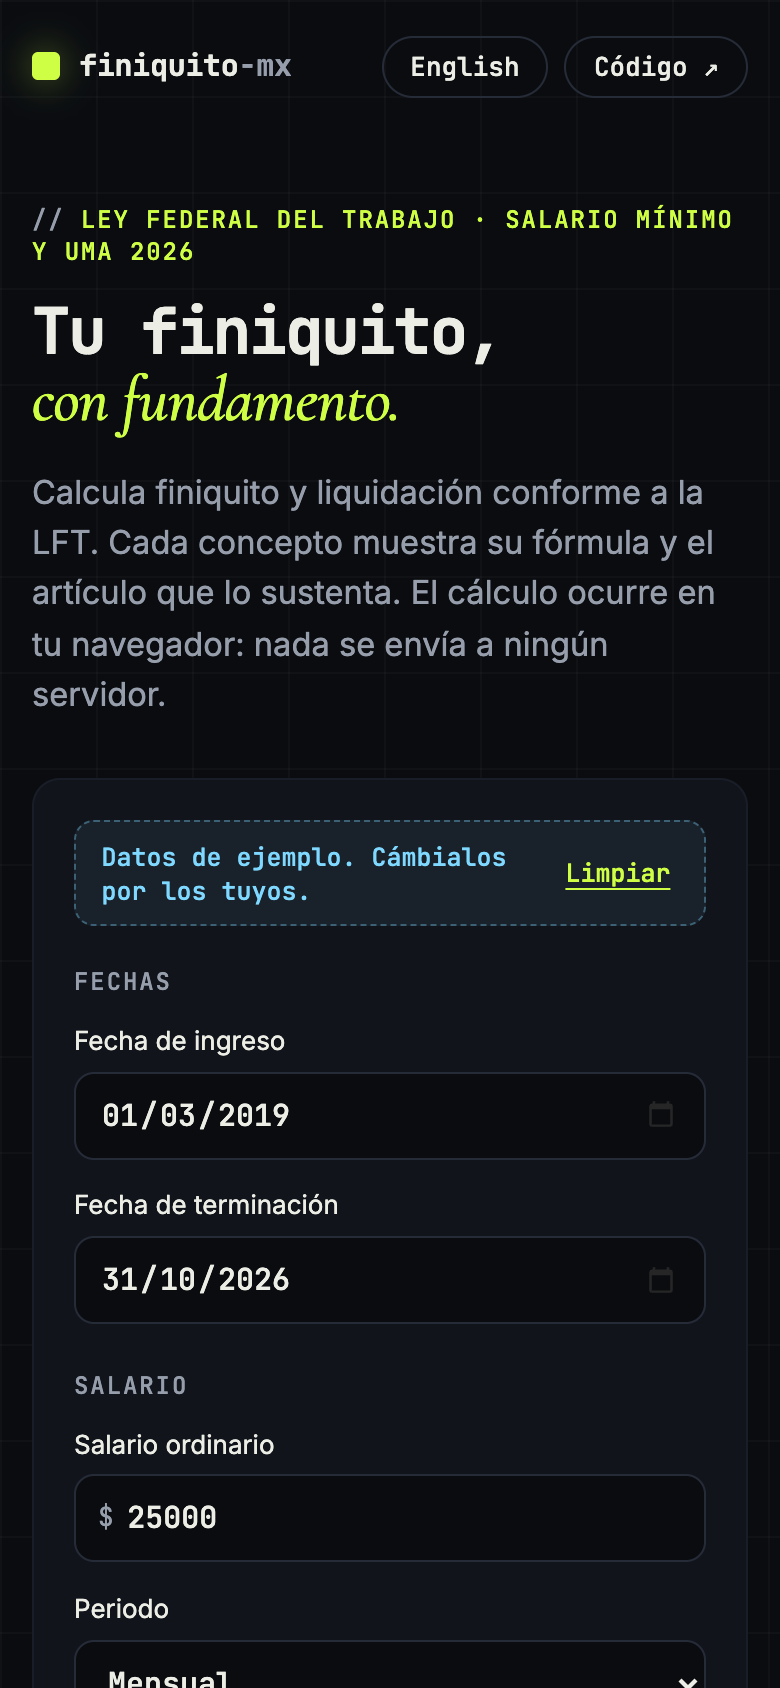 finiquito-mx
English
Código ↗
// LEY FEDERAL DEL TRABAJO · SALARIO MÍNIMO
Y UMA 2026
Tu finiquito,
con fundamento.
Calcula finiquito y liquidación conforme a la
LFT. Cada concepto muestra su fórmula y el
artículo que lo sustenta. El cálculo ocurre en
tu navegador: nada se envía a ningún
servidor.
Datos de ejemplo. Cámbialos
por los tuyos.
Limpiar
FECHAS
Fecha de ingreso
01/03/2019
Fecha de terminación
31/10/2026
SALARIO
Salario ordinario
$ 25000
Periodo
Mensual